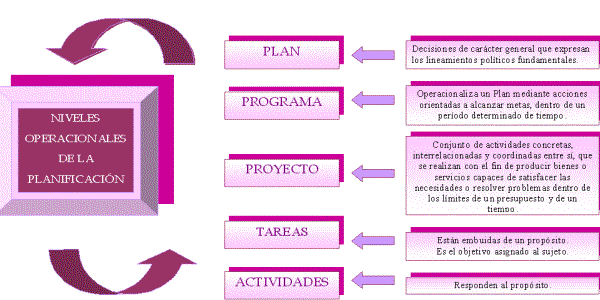 NIVELES
OPERACIONALES
DE LA
PLANIFICACIÓN
PLAN
Decisiones de carácter general que expresan
los lineamientos políticos fundamentales.
PROGRAMA
Operacionaliza un Plan mediante acciones
orientadas a alcanzar metas, dentro de un
período determinado de tiempo.
PROYECTO
Conjunto de actividades concretas,
interrelacionadas y coordinadas entre sí, que
se realizan con el fin de producir bienes o
servicios capaces de satisfacer las
necesidades o resolver problemas dentro de
los límites de un presupuesto y de un
tiempo.
TAREAS
Están embuidas de un propósito.
Es el objetivo asignado al sujeto.
ACTIVIDADES
Responden al propósito.